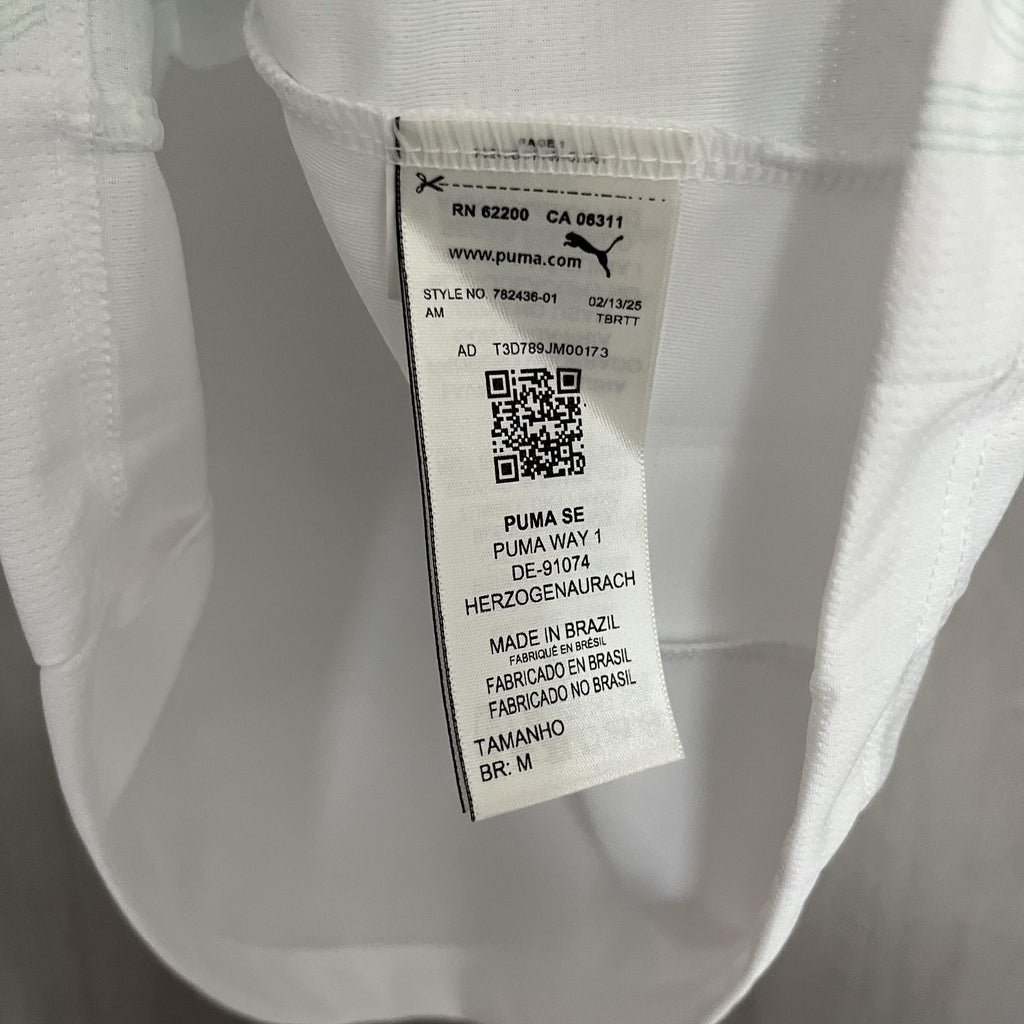 PAGE 1
RN 62200 CA 06311
www.puma.com
STYLE NO. 782436-01 02/13/25
AM TBRTT
AD T3D789JM00173
PUMA SE
PUMA WAY 1
DE-91074
HERZOGENAURACH
MADE IN BRAZIL
FABRIQUÉ EN BRÉSIL
FABRICADO EN BRASIL
FABRICADO NO BRASIL
TAMANHO
BR: M